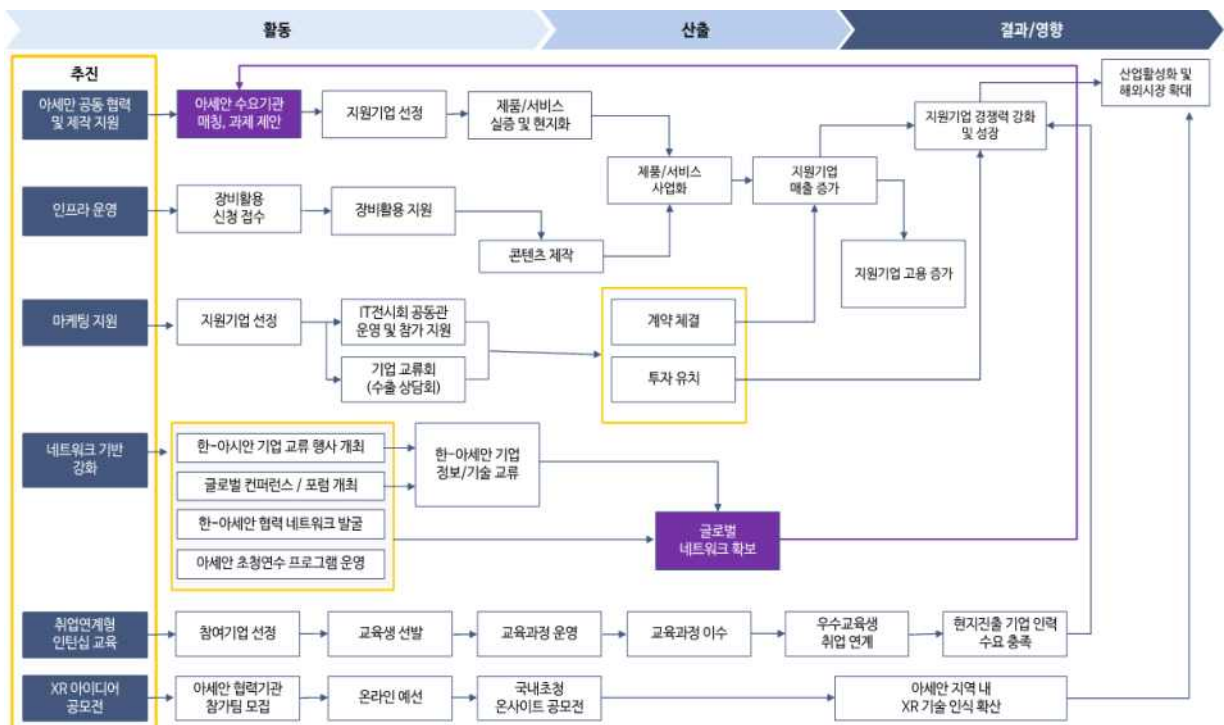 활동
산출
결과/영향
추진
아세만 공동 협력
및 제작 지원
아세안 수요기관
매칭, 과제 제안
지원기업 선정
제품/서비스
실증 및 현지화
제품/서비스
사업화
지원기업
매출 증가
지원기업 경쟁력 강화
및 성장
산업활성화 및
해외시장 확대
인프라 운영
장비활용
신청 접수
장비활용 지원
콘텐츠 제작
지원기업 고용 증가
마케팅 지원
지원기업 선정
IT전시회 공동관
운영 및 참가 지원
기업 교류회
(수출 상담회)
계약 체결
투자 유치
네트워크 기반
강화
한-아시안 기업 교류 행사 개최
글로벌 컨퍼런스 / 포럼 개최
한-아세안 협력 네트워크 발굴
아세안 초청연수 프로그램 운영
한-아세안 기업
정보/기술 교류
글로벌
네트워크 확보
취업연계형
인턴십 교육
참여기업 선정
교육생 선발
교육과정 운영
교육과정 이수
우수교육생
취업 연계
현지진출 기업 인력
수요 충족
XR 아이디어
공모전
아세안 협력기관
참가팀 모집
온라인 예선
국내초청
온사이트 공모전
아세안 지역 내
XR 기술 인식 확산